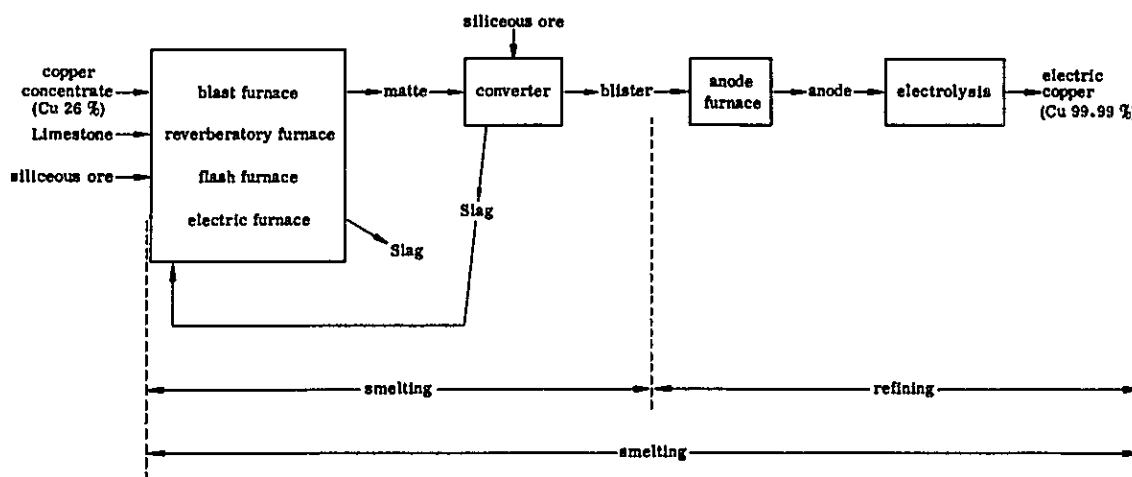 siliceous ore
copper
concentrate
(Cu 26 %)
Limestone
siliceous ore
blast furnace
reverberatory furnace
flash furnace
electric furnace
matte
converter
blister
anode
furnace
anode
electrolysia
electric
copper
(Cu 99.99 %)
Slag
Slag
smelting
refining
smelting